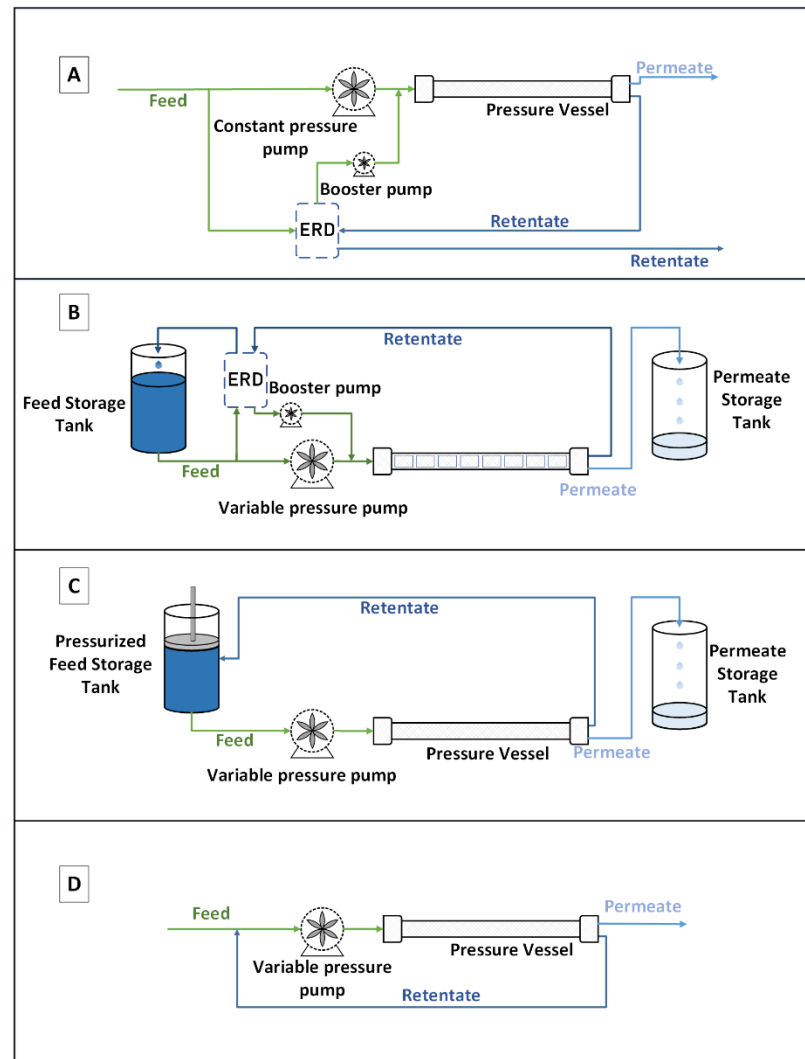 A
Permeate
Feed
Pressure Vessel
Constant pressure
pump
Booster pump
ERD
Retentate
Retentate
B
Retentate
ERD
Booster pump
Feed Storage
Tank
Permeate
Storage
Tank
Feed
Permeate
Variable pressure pump
C
Retentate
Pressurized
Feed Storage
Tank
Permeate
Storage
Tank
Feed
Pressure Vessel
Permeate
Variable pressure pump
D
Feed
Permeate
Pressure Vessel
Variable pressure
pump
Retentate